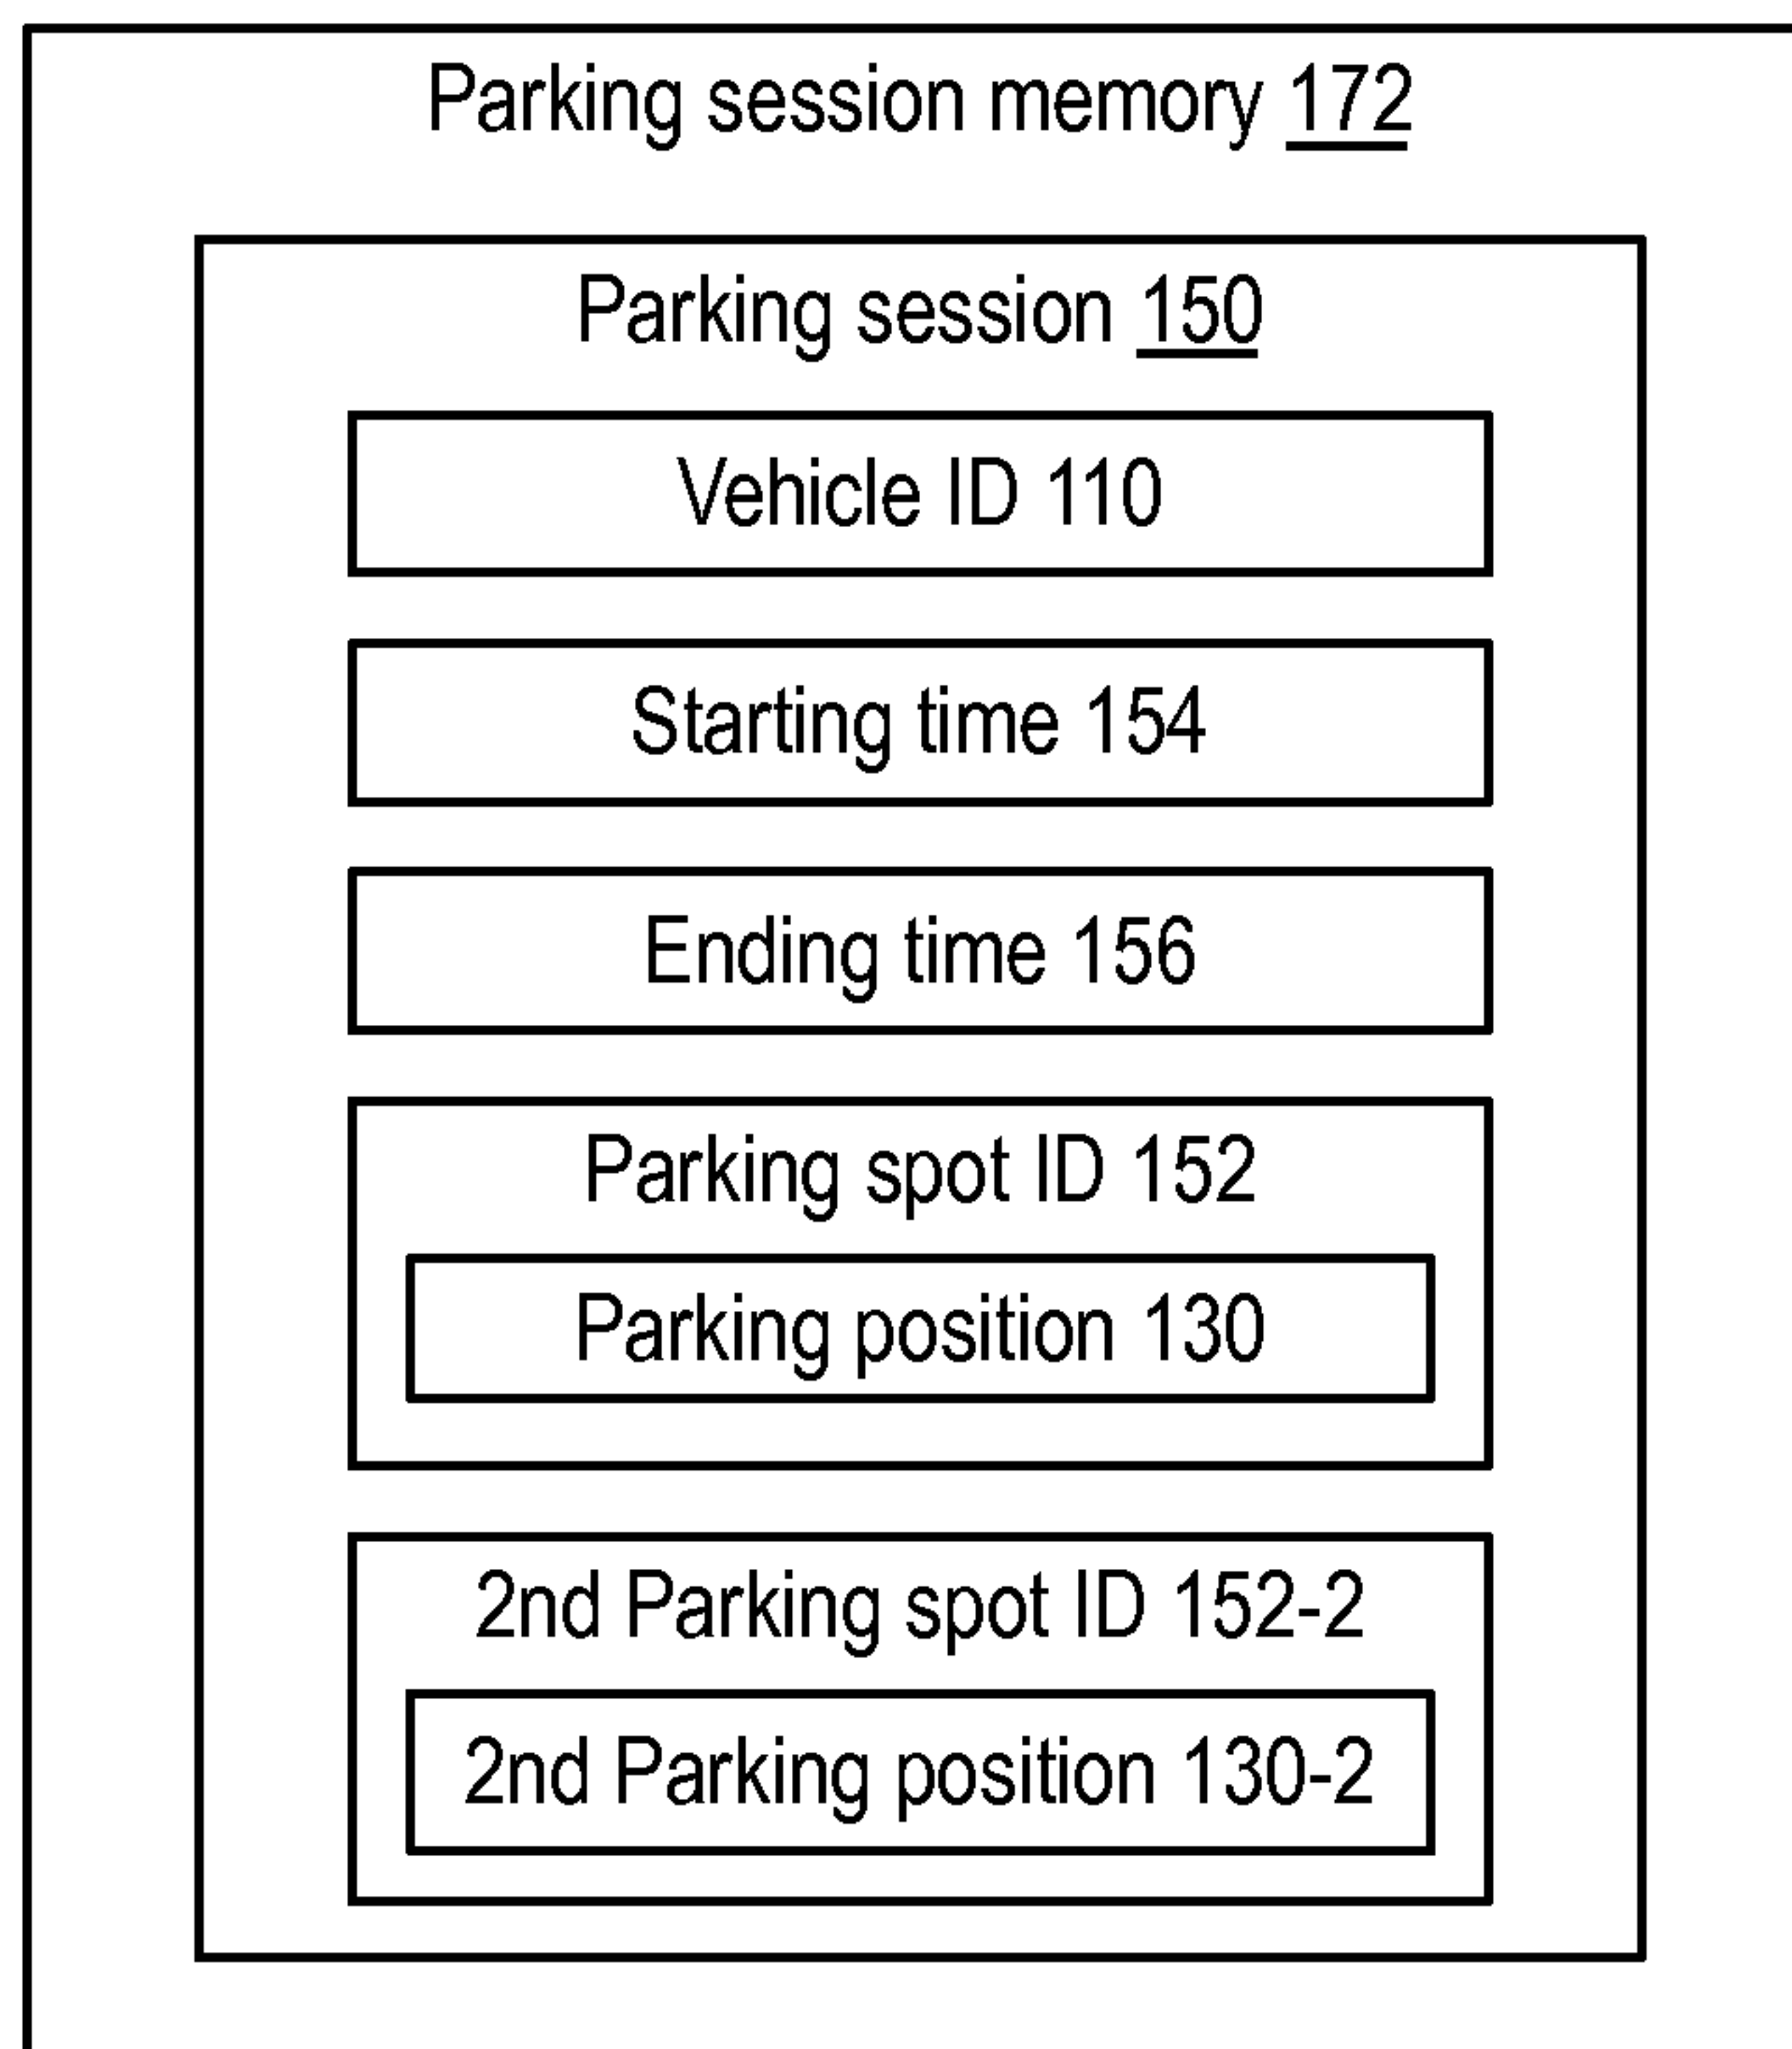 Parking session memory 172
Parking session 150
Vehicle ID 110
Starting time 154
Ending time 156
Parking spot ID 152
Parking position 130
2nd Parking spot ID 152-2
2nd Parking position 130-2